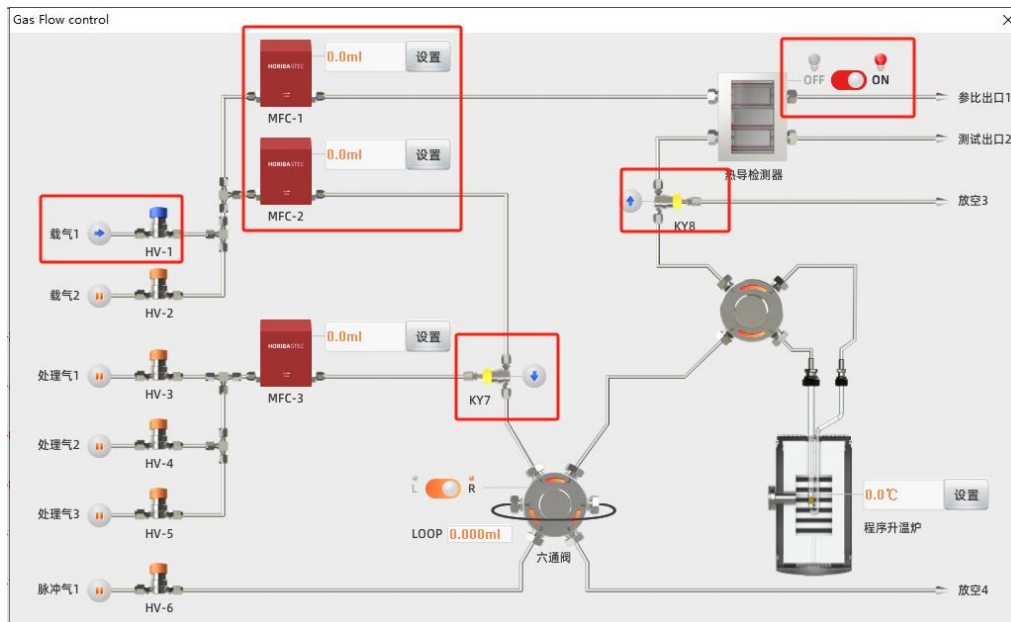 Gas Flow control
HORIBASTEC
0.0ml 设置
MFC-1
OFF ON
参比出口1
测试出口2
热导检测器
HORIBASTEC
0.0ml 设置
MFC-2
KY8
放空3
载气1
HV-1
载气2
HV-2
HORIBASTEC
0.0ml 设置
MFC-3
处理气1
HV-3
KY7
处理气2
HV-4
处理气3
HV-5
L R
LOOP 0.000ml
六通阀
0.0℃ 设置
程序升温炉
脉冲气1
HV-6
放空4